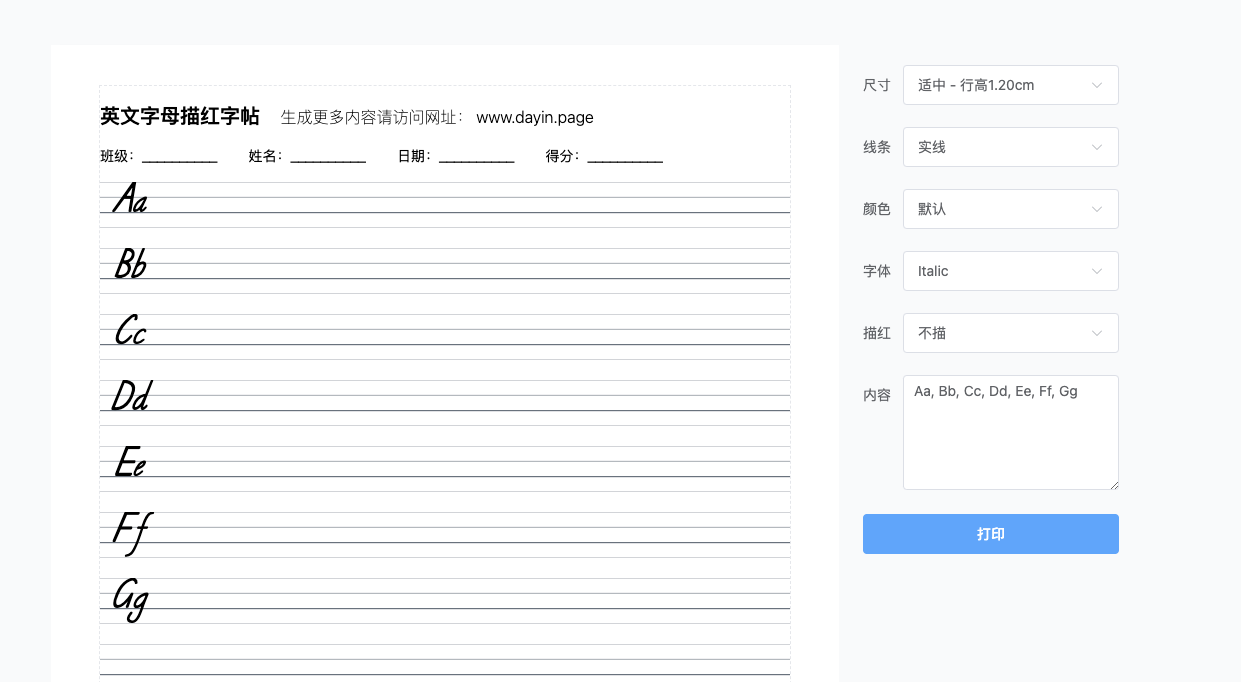 英文字母描红字帖 生成更多内容请访问网址： www.dayin.page
班级：__________ 姓名：__________ 日期：__________ 得分：__________
Aa
Bb
Cc
Dd
Ee
Ff
Gg
尺寸 适中 - 行高1.20cm
线条 实线
颜色 默认
字体 Italic
描红 不描
内容 Aa, Bb, Cc, Dd, Ee, Ff, Gg
打印